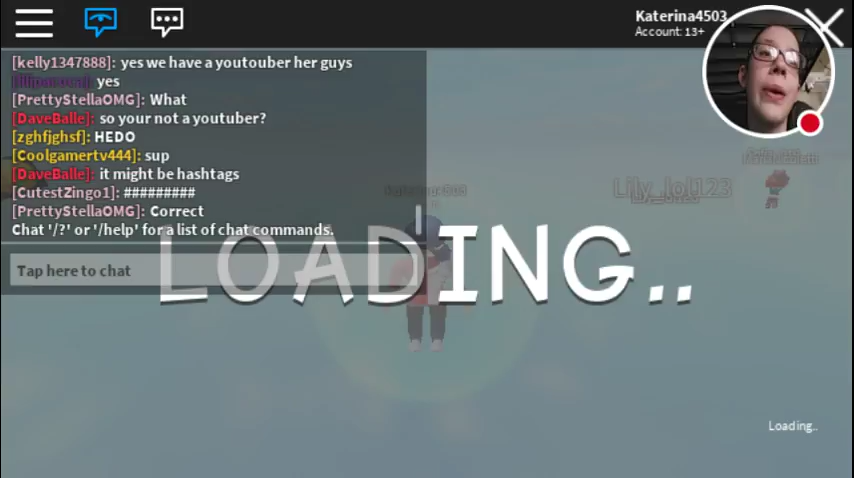 Katerina4503
Account: 13+
[kelly1347888]: yes we have a youtouber her guys
yes
[PrettyStellaOMG]: What
[DaveBalle]: so your not a youtuber?
[zghfjghsf]: HEDO
[Coolgamertv444]: sup
[DaveBalle]: it might be hashtags
[CutestZingo1]: #########
[PrettyStellaOMG]: Correct
Chat '/?' or '/help' for a list of chat commands.
Tap here to chat
Lily_lol123
LOADING..
Loading..